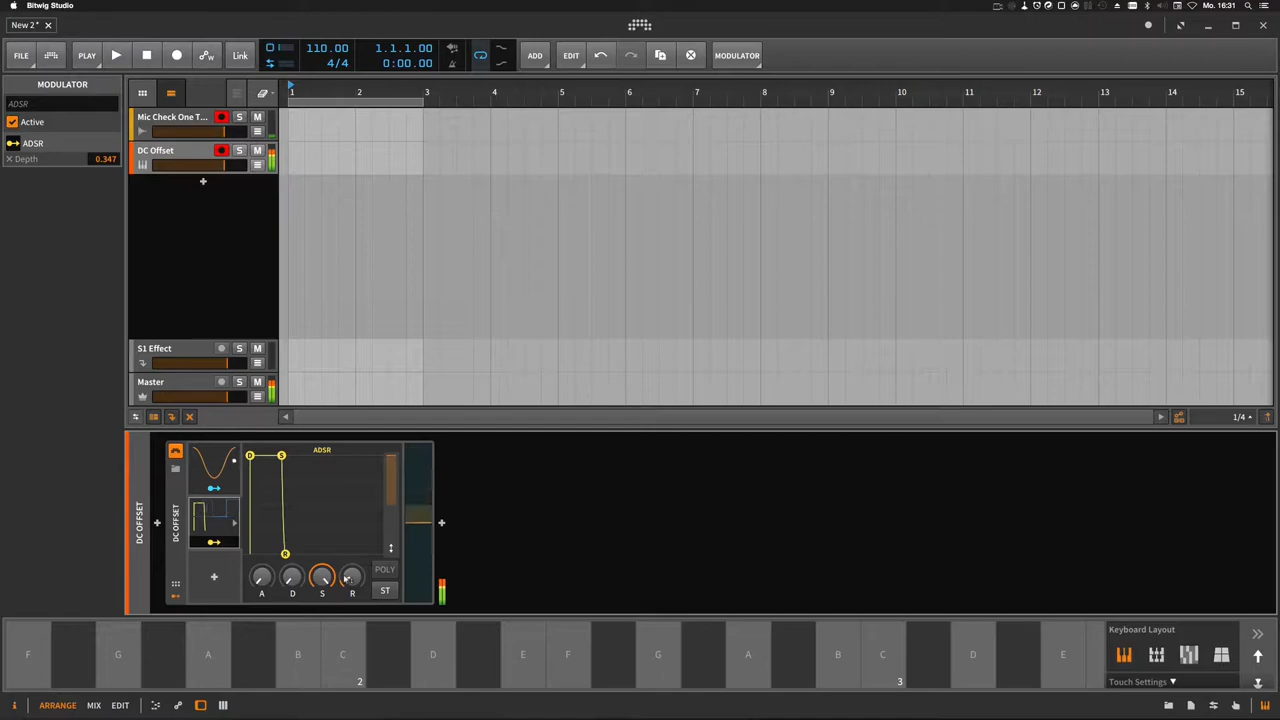 Bitwig Studio
Mo. 16:31
New 2*
FILE
PLAY
Link
110.00
4/4
1.1.1.00
0:00.00
ADD
EDIT
MODULATOR
MODULATOR
ADSR
Active
ADSR
Depth 0.347
1 2 3 4 5 6 7 8 9 10 11 12 13 14 15
Mic Check One T...
S M
DC Offset
S M
S1 Effect
S M
Master
S M
1/4
DC OFFSET
DC OFFSET
ADSR
D S
R
POLY
ST
A D S R
F G A B C D E F G A B C D E
2 3
Keyboard Layout
Touch Settings
ARRANGE MIX EDIT